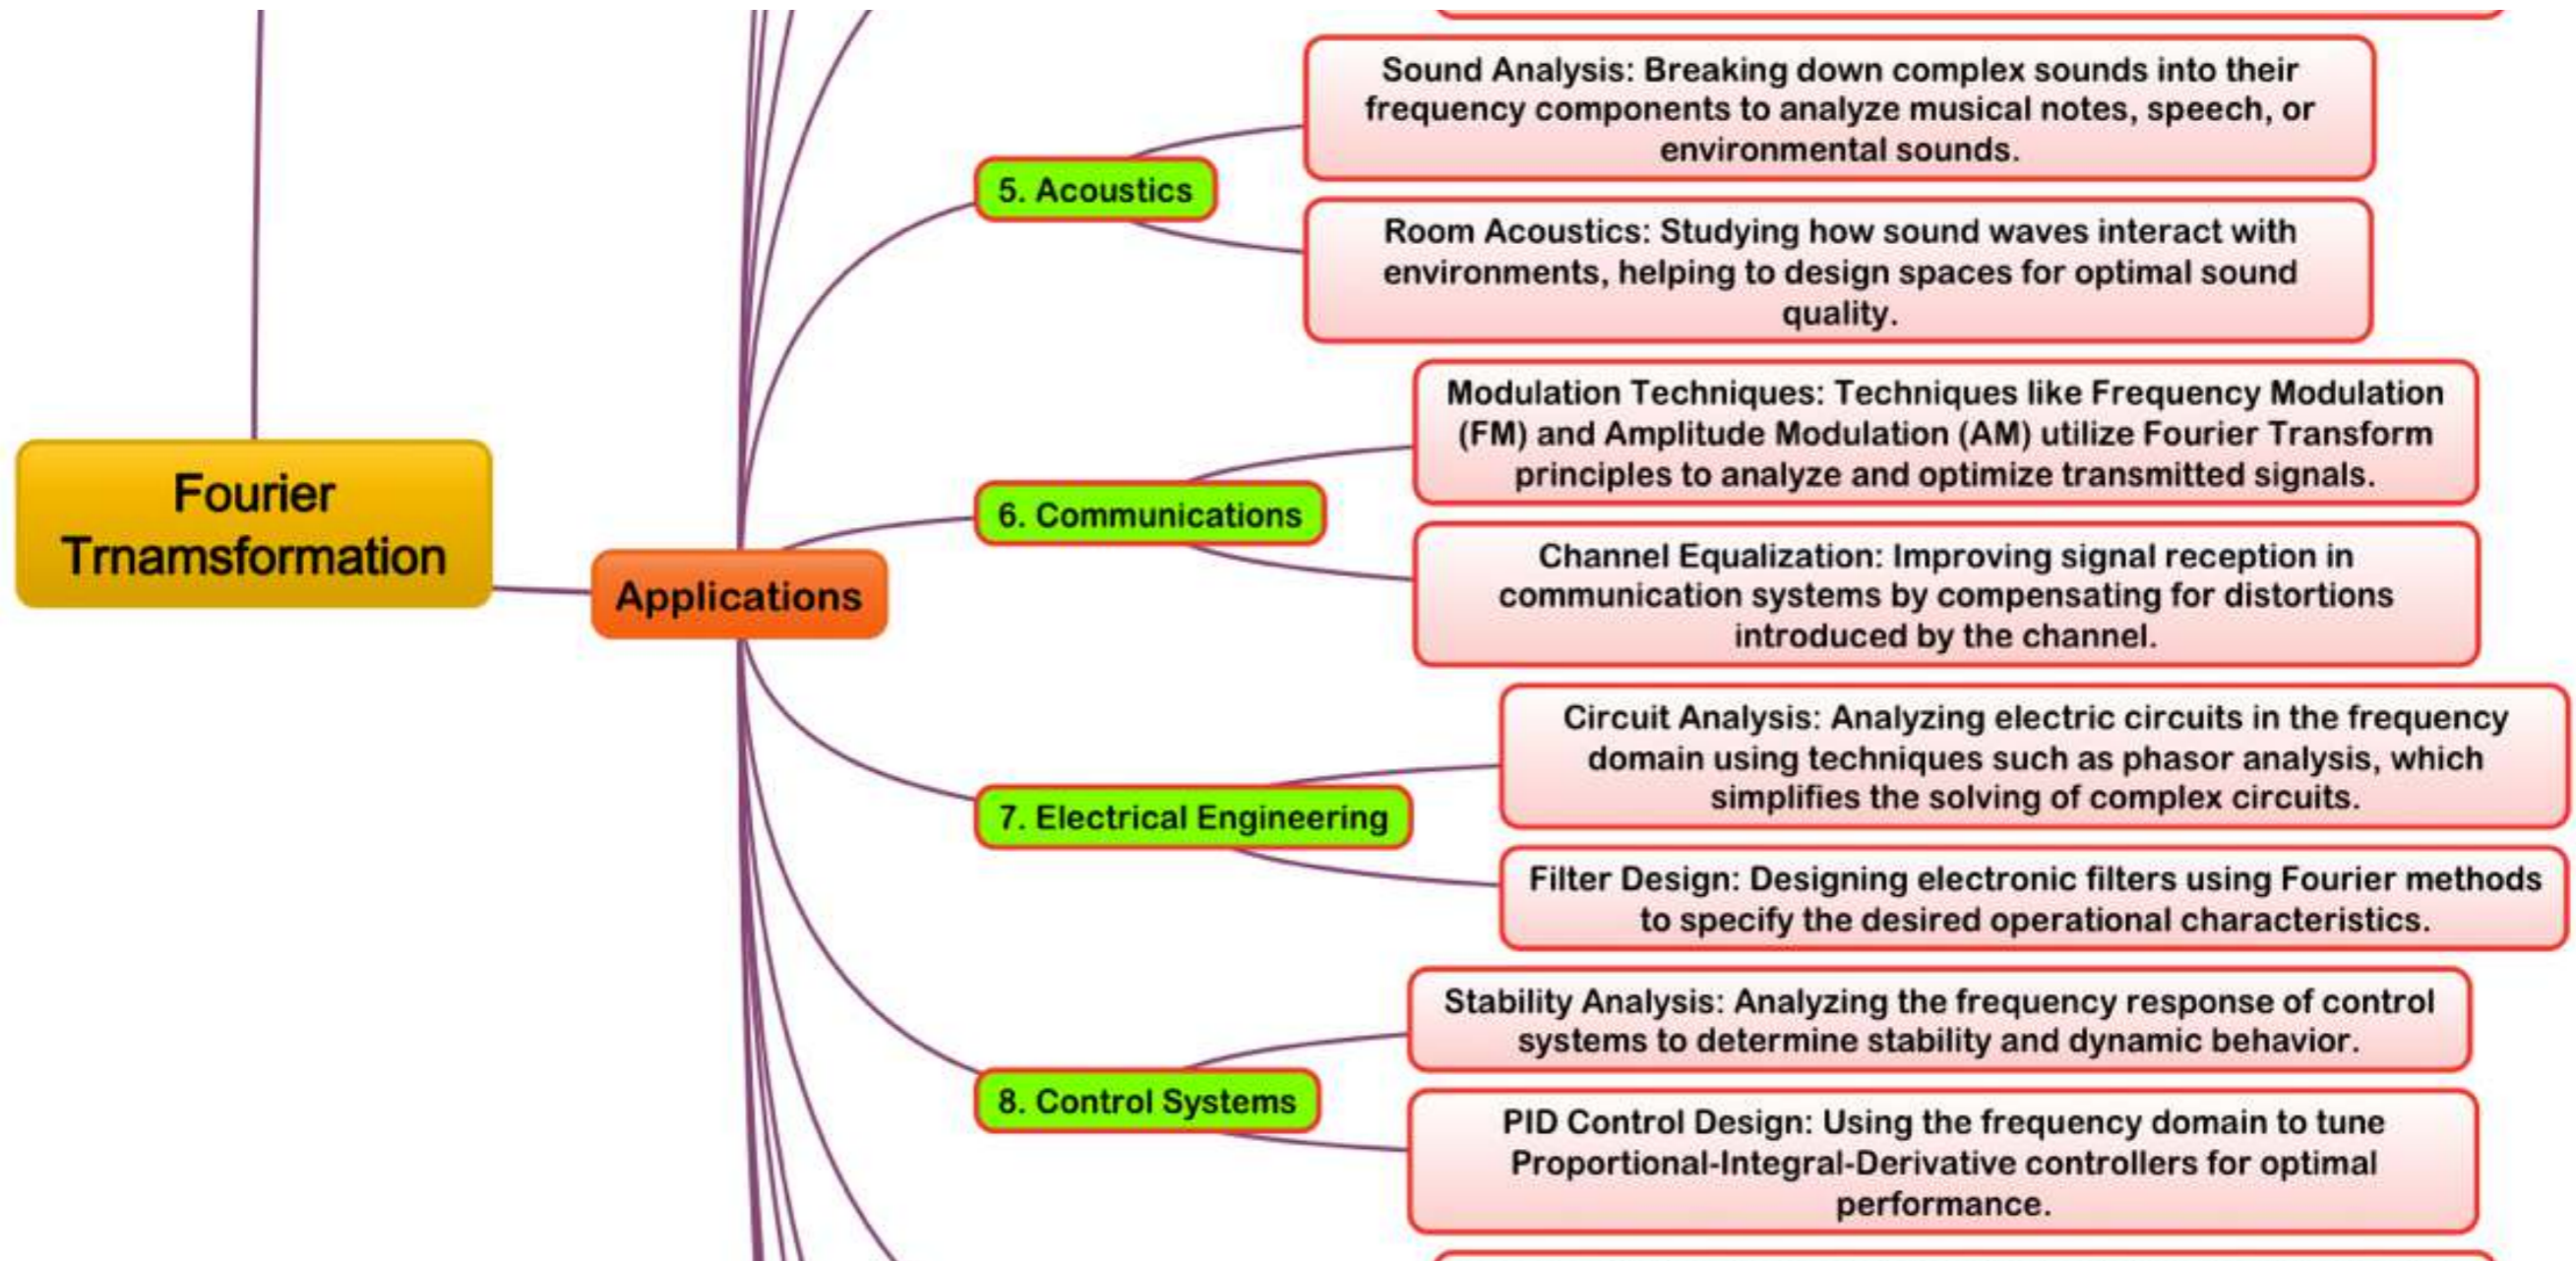 Sound Analysis: Breaking down complex sounds into their
frequency components to analyze musical notes, speech, or
environmental sounds.
5. Acoustics
Room Acoustics: Studying how sound waves interact with
environments, helping to design spaces for optimal sound
quality.
Modulation Techniques: Techniques like Frequency Modulation
(FM) and Amplitude Modulation (AM) utilize Fourier Transform
principles to analyze and optimize transmitted signals.
Fourier
Trnamsformation
6. Communications
Channel Equalization: Improving signal reception in
communication systems by compensating for distortions
introduced by the channel.
Applications
Circuit Analysis: Analyzing electric circuits in the frequency
domain using techniques such as phasor analysis, which
simplifies the solving of complex circuits.
7. Electrical Engineering
Filter Design: Designing electronic filters using Fourier methods
to specify the desired operational characteristics.
Stability Analysis: Analyzing the frequency response of control
systems to determine stability and dynamic behavior.
8. Control Systems
PID Control Design: Using the frequency domain to tune
Proportional-Integral-Derivative controllers for optimal
performance.